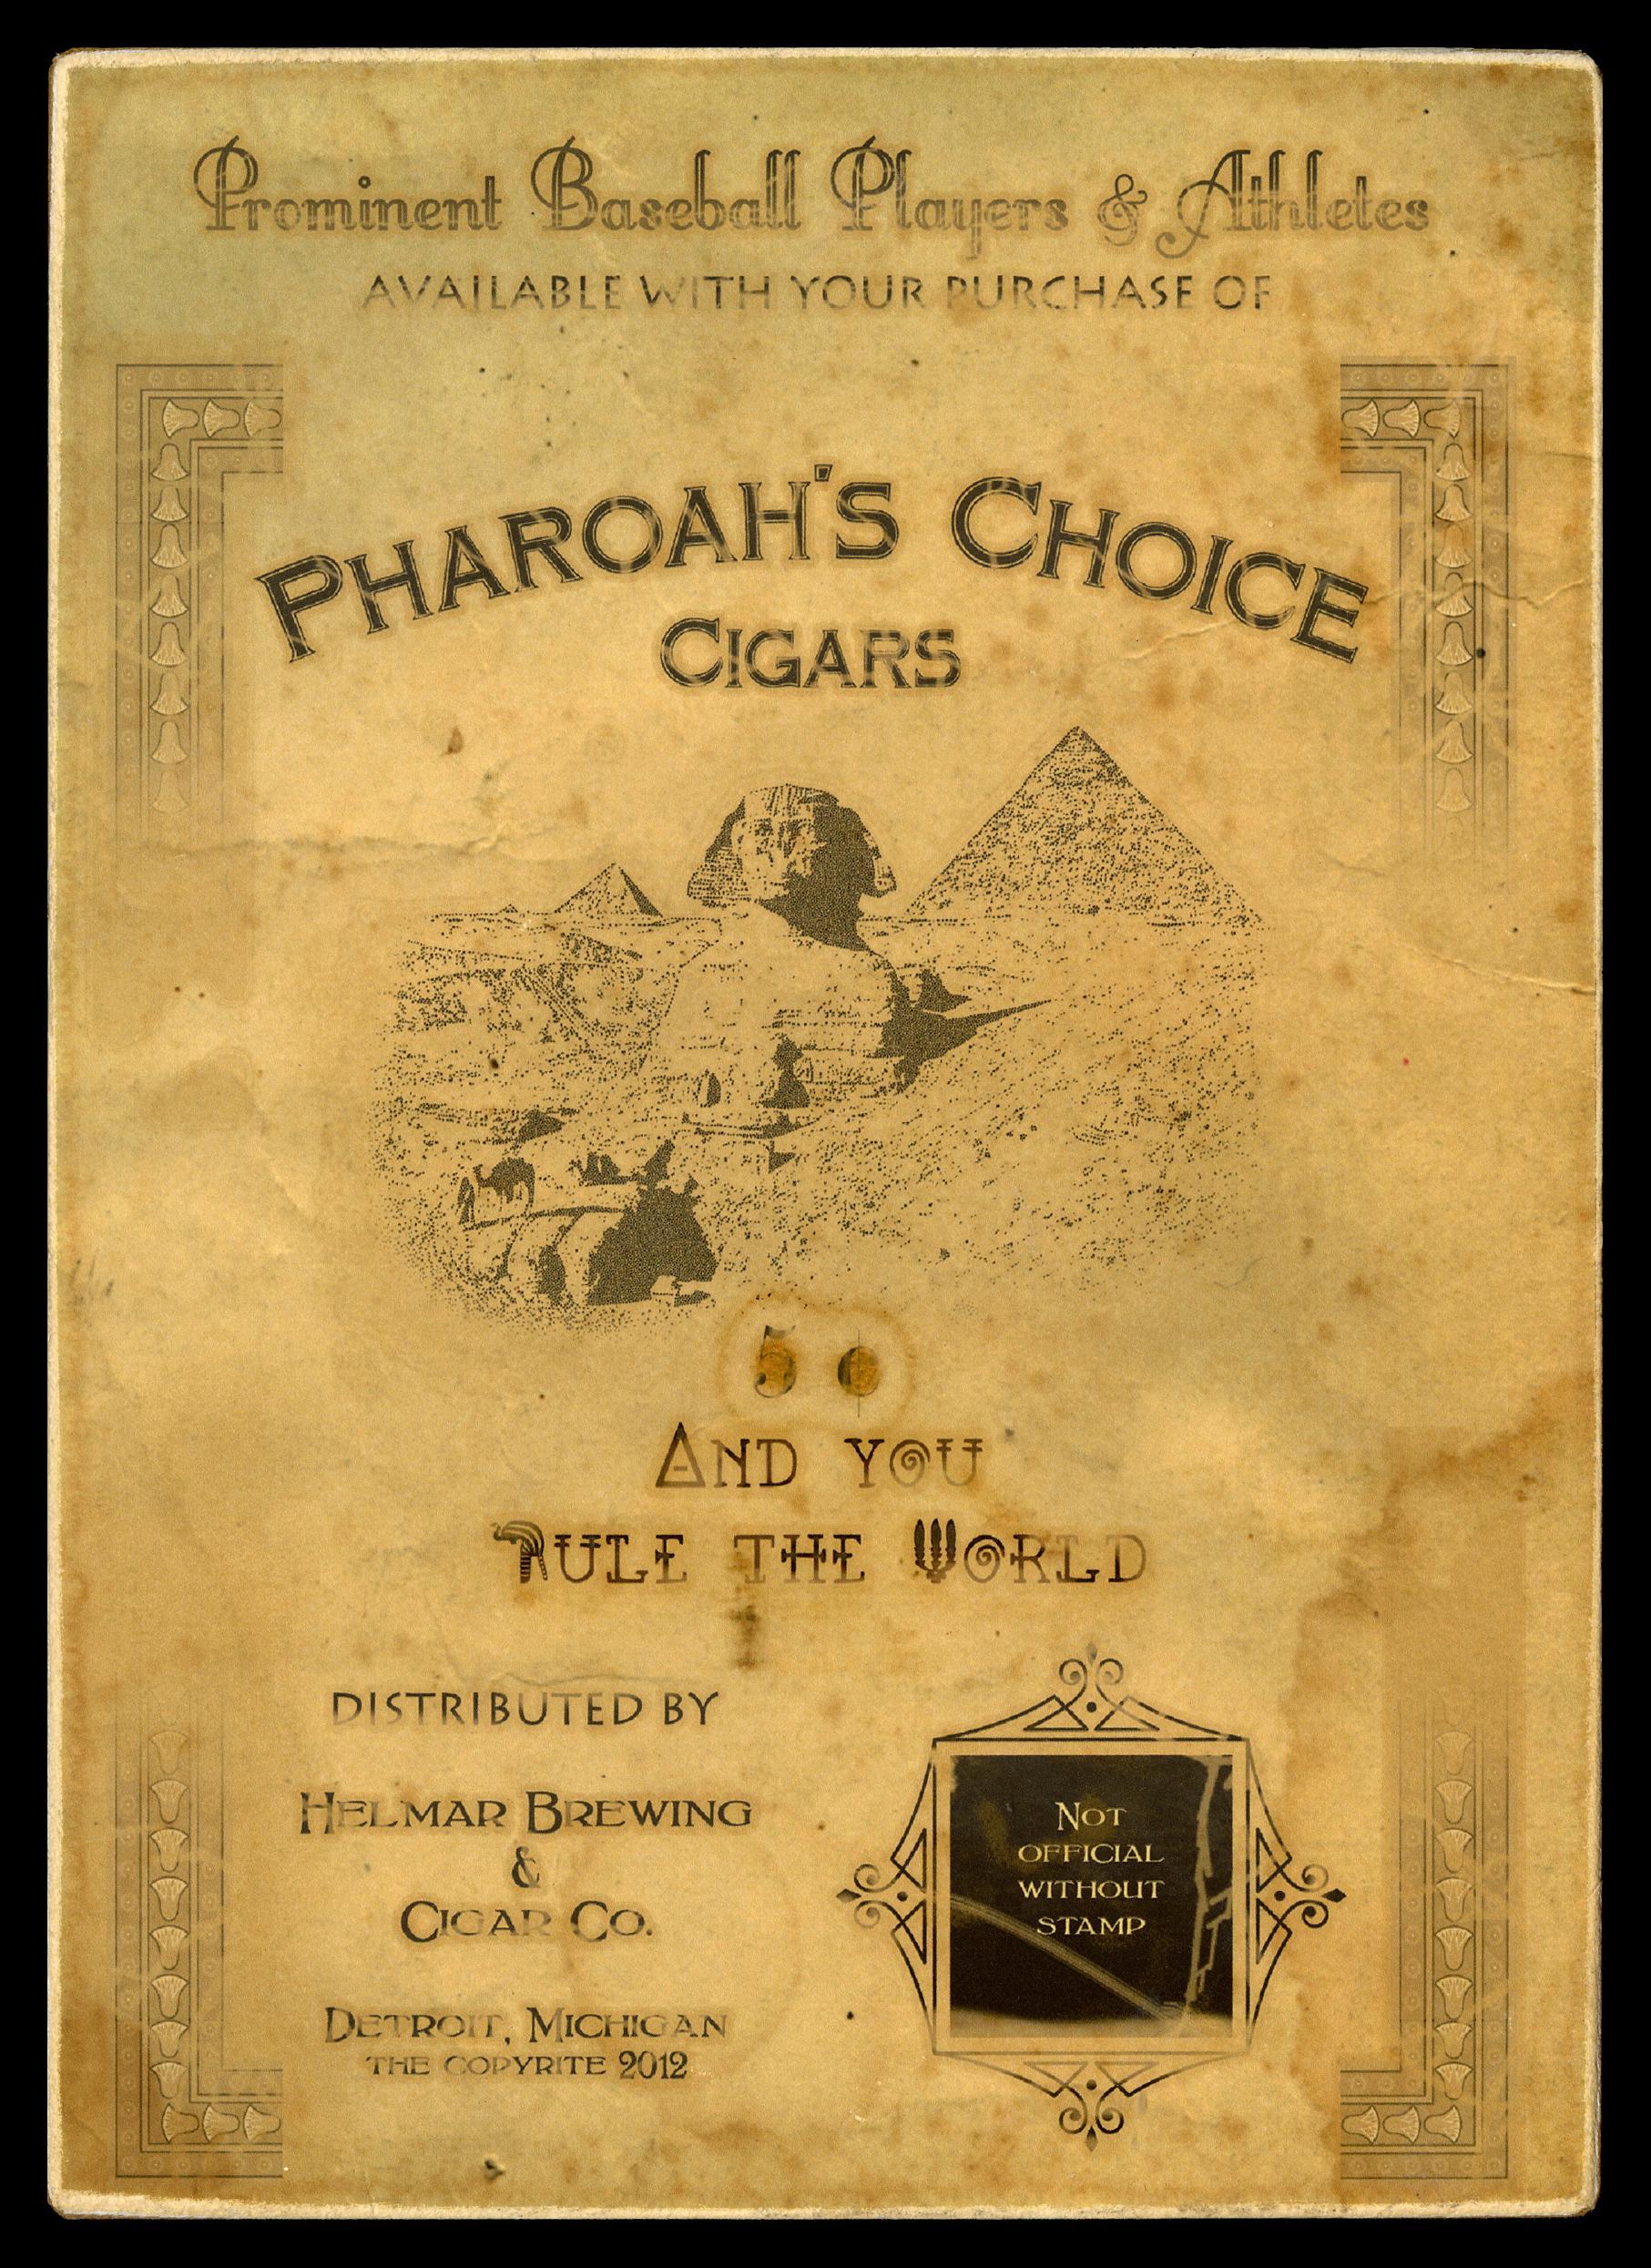 Prominent Baseball Players & Athletes
AVAILABLE WITH YOUR PURCHASE OF
PHAROAH'S CHOICE
CIGARS
5 ¢
AND YOU
RULE THE WORLD
DISTRIBUTED BY
HELMAR BREWING
&
CIGAR CO.
DETROIT, MICHIGAN
THE COPYRITE 2012
NOT
OFFICIAL
WITHOUT
STAMP